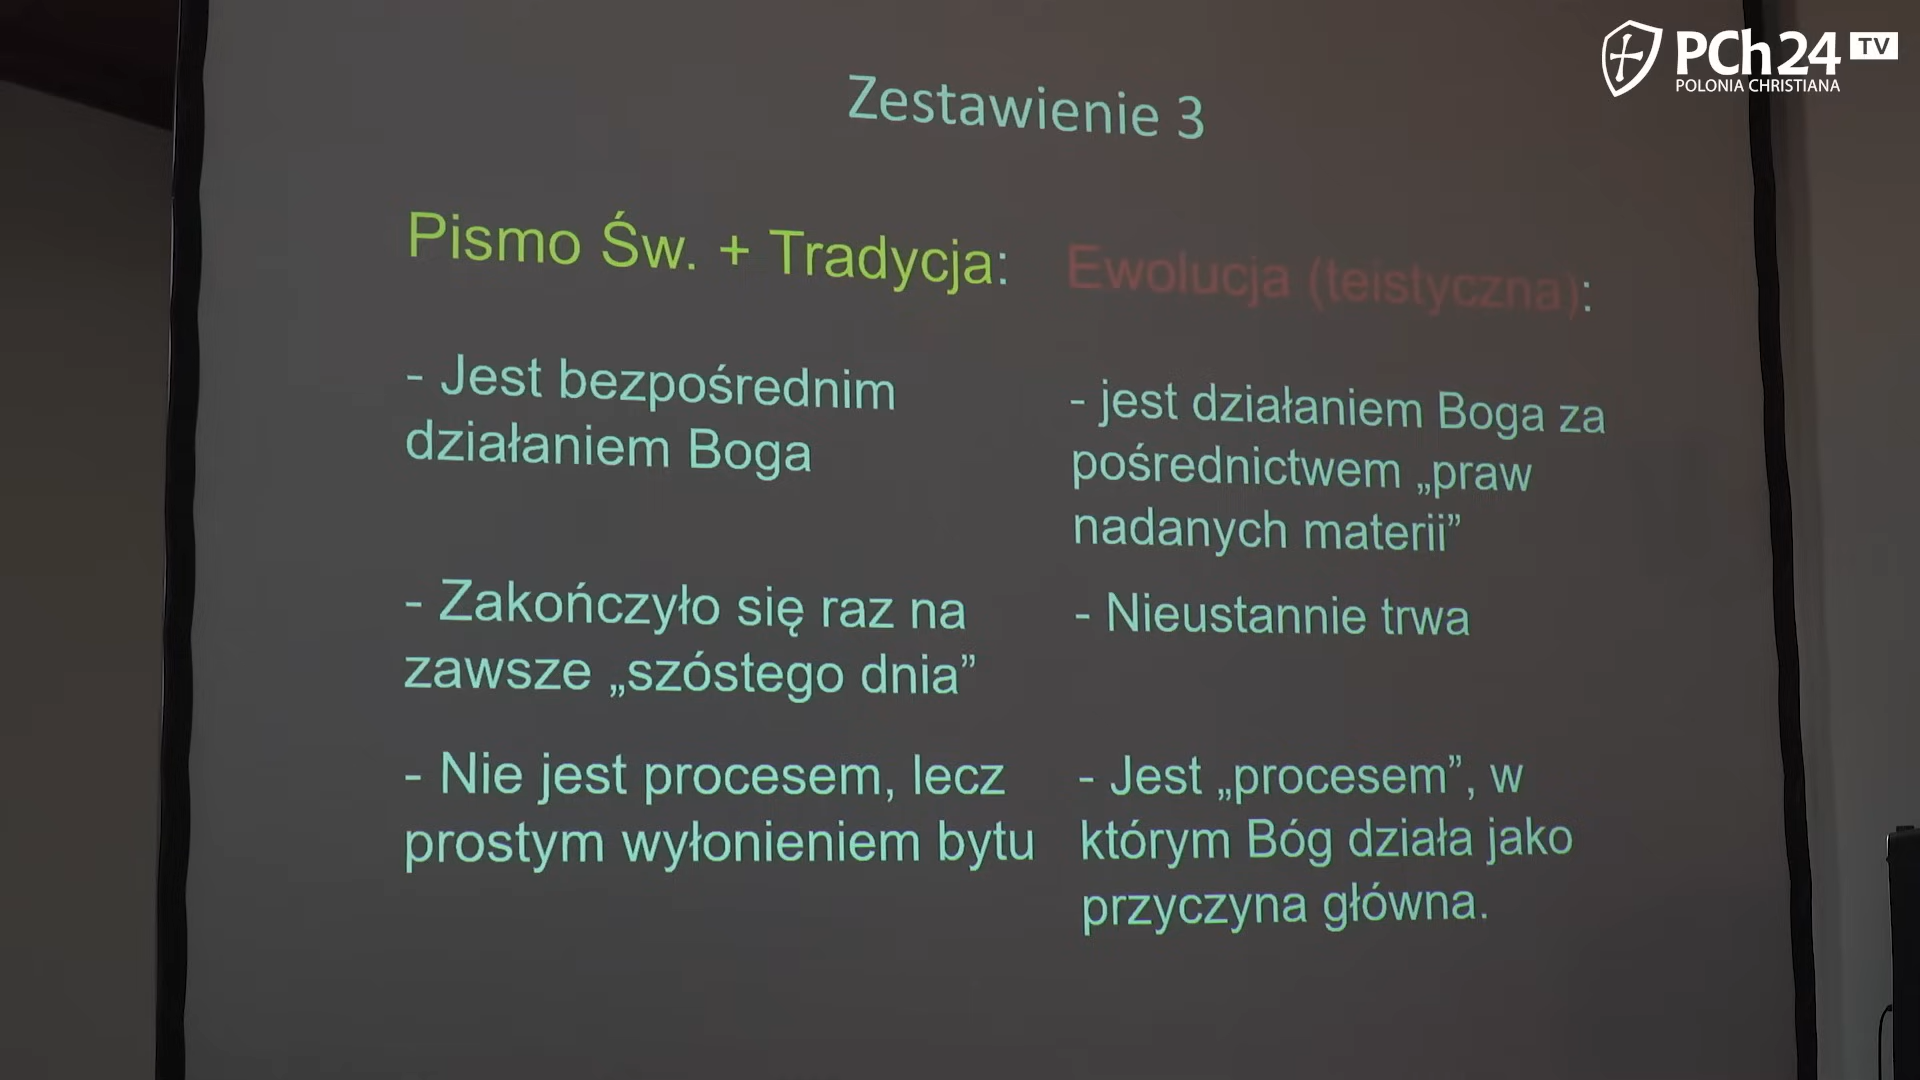 PCh24 TV
POLONIA CHRISTIANA
Zestawienie 3
Pismo Św. + Tradycja:
- Jest bezpośrednim
działaniem Boga
- Zakończyło się raz na
zawsze „szóstego dnia”
- Nie jest procesem, lecz
prostym wyłonieniem bytu
Ewolucja (teistyczna):
- jest działaniem Boga za
pośrednictwem „praw
nadanych materii”
- Nieustannie trwa
- Jest „procesem”, w
którym Bóg działa jako
przyczyna główna.